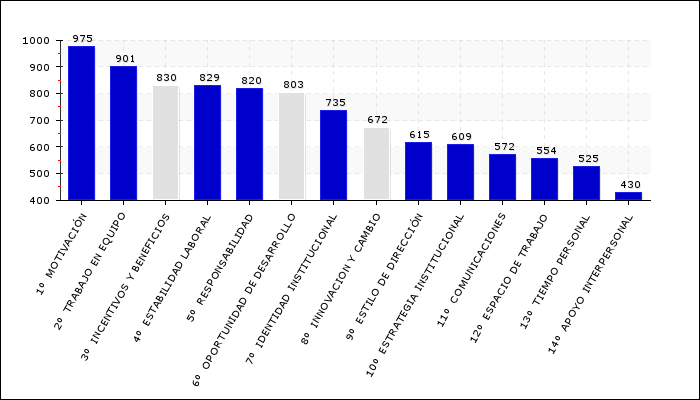 1000
900
800
700
600
500
400
975
901
830
829
820
803
735
672
615
609
572
554
525
430
1º MOTIVACIÓN
2º TRABAJO EN EQUIPO
3º INCENTIVOS Y BENEFICIOS
4º ESTABILIDAD LABORAL
5º RESPONSABILIDAD
6º OPORTUNIDAD DE DESARROLLO
7º IDENTIDAD INSTITUCIONAL
8º INNOVACION Y CAMBIO
9º ESTILO DE DIRECCIÓN
10º ESTRATEGIA INSTITUCIONAL
11º COMUNICACIONES
12º ESPACIO DE TRABAJO
13º TIEMPO PERSONAL
14º APOYO INTERPERSONAL